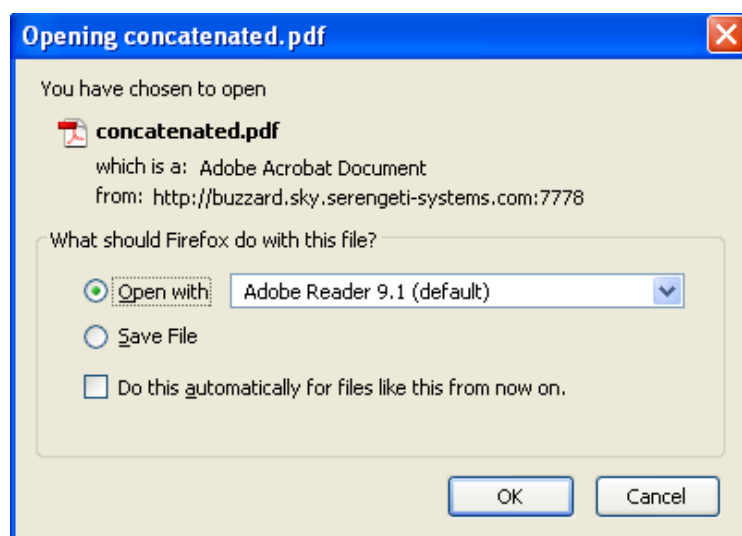 Opening concatenated.pdf
You have chosen to open
concatenated.pdf
which is a: Adobe Acrobat Document
from: http://buzzard.sky.serengeti-systems.com:7778
What should Firefox do with this file?
Open with Adobe Reader 9.1 (default)
Save File
Do this automatically for files like this from now on.
OK Cancel